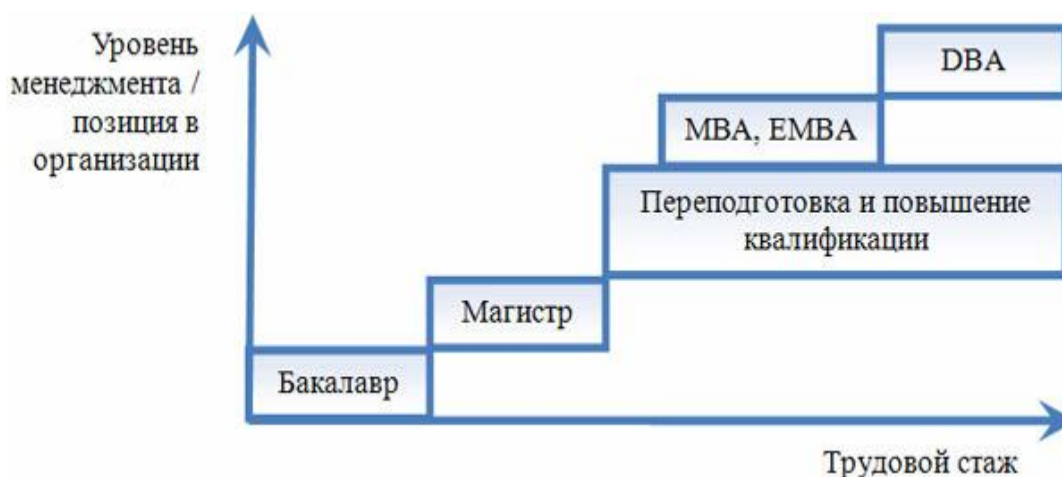 Уровень
менеджмента /
позиция в
организации
DBA
MBA, EMBA
Переподготовка и повышение
квалификации
Магистр
Бакалавр
Трудовой стаж